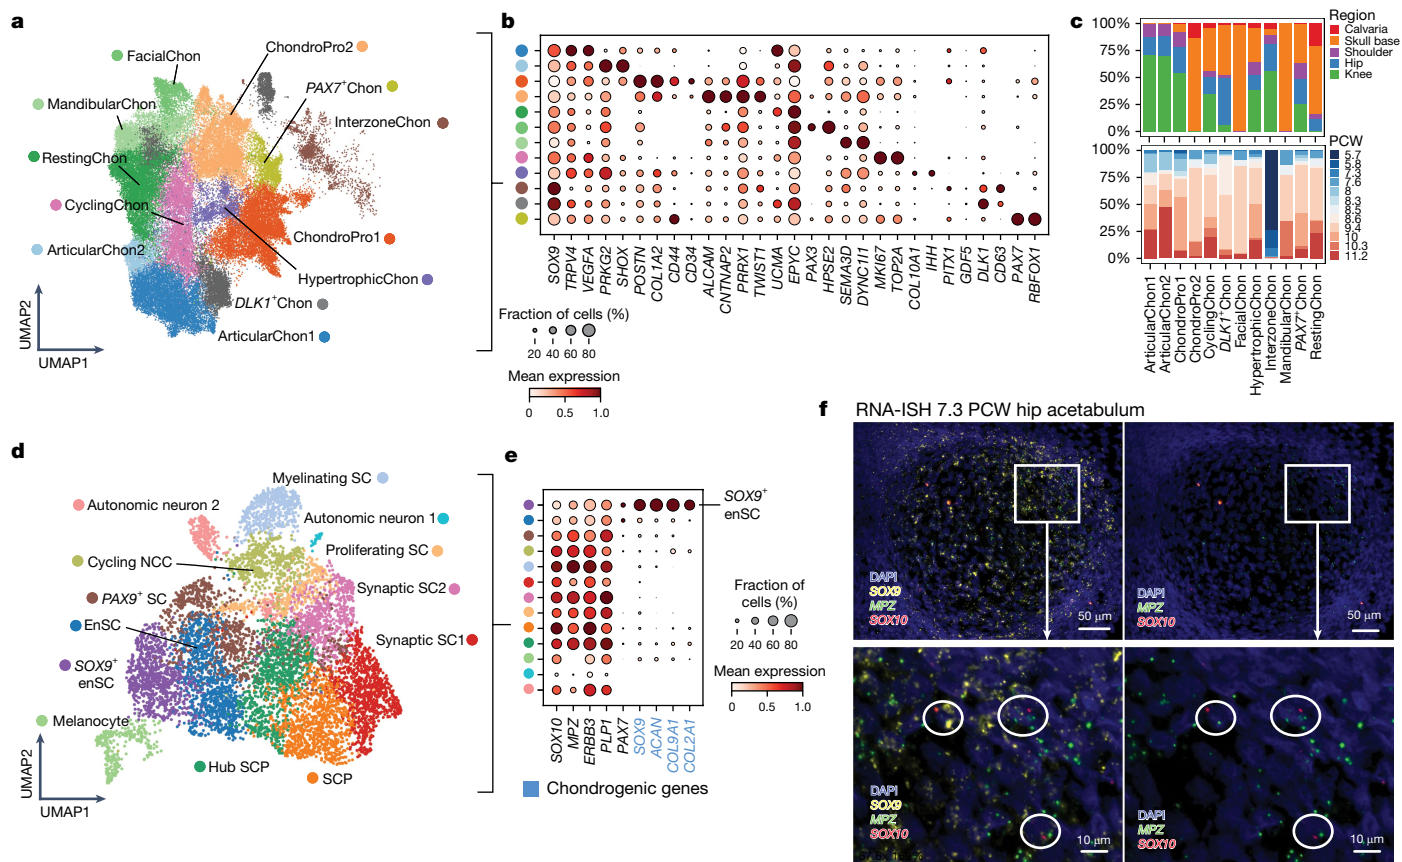 a
FacialChon
ChondroPro2
PAX7+Chon
MandibularChon
InterzoneChon
RestingChon
CyclingChon
ChondroPro1
ArticularChon2
HypertrophicChon
DLK1+Chon
ArticularChon1
UMAP2
UMAP1
b
SOX9
TRPV4
VEGFA
PRKG2
SHOX
POSTN
COL1A2
CD44
CD34
ALCAM
CNTNAP2
PRRX1
TWIST1
UCMA
EPYC
PAX3
HPSE2
SEMA3D
DYNC1I1
MKI67
TOP2A
COL10A1
IHH
PITX1
GDF5
DLK1
CD63
PAX7
RBFOX1
Fraction of cells (%)
20 40 60 80
Mean expression
0 0.5 1.0
c
100%
75%
50%
25%
0%
Region
Calvaria
Skull base
Shoulder
Hip
Knee
100%
75%
50%
25%
0%
PCW
5.7
5.8
7.3
7.6
8
8.3
8.5
8.6
9.4
10
10.3
11.2
ArticularChon1
ArticularChon2
ChondroPro1
ChondroPro2
CyclingChon
DLK1+Chon
FacialChon
HypertrophicChon
InterzoneChon
MandibularChon
PAX7+Chon
RestingChon
d
Myelinating SC
Autonomic neuron 2
Autonomic neuron 1
Cycling NCC
Proliferating SC
PAX9+ SC
Synaptic SC2
EnSC
Synaptic SC1
SOX9+
enSC
Melanocyte
Hub SCP
SCP
UMAP2
UMAP1
e
SOX9+
enSC
SOX10
MPZ
ERBB3
PLP1
PAX7
SOX9
ACAN
COL9A1
COL2A1
Chondrogenic genes
Fraction of
cells (%)
20 40 60 80
Mean expression
0 0.5 1.0
f RNA-ISH 7.3 PCW hip acetabulum
DAPI
SOX9
MPZ
SOX10
50 μm
DAPI
MPZ
SOX10
50 μm
DAPI
SOX9
MPZ
SOX10
10 μm
DAPI
MPZ
SOX10
10 μm